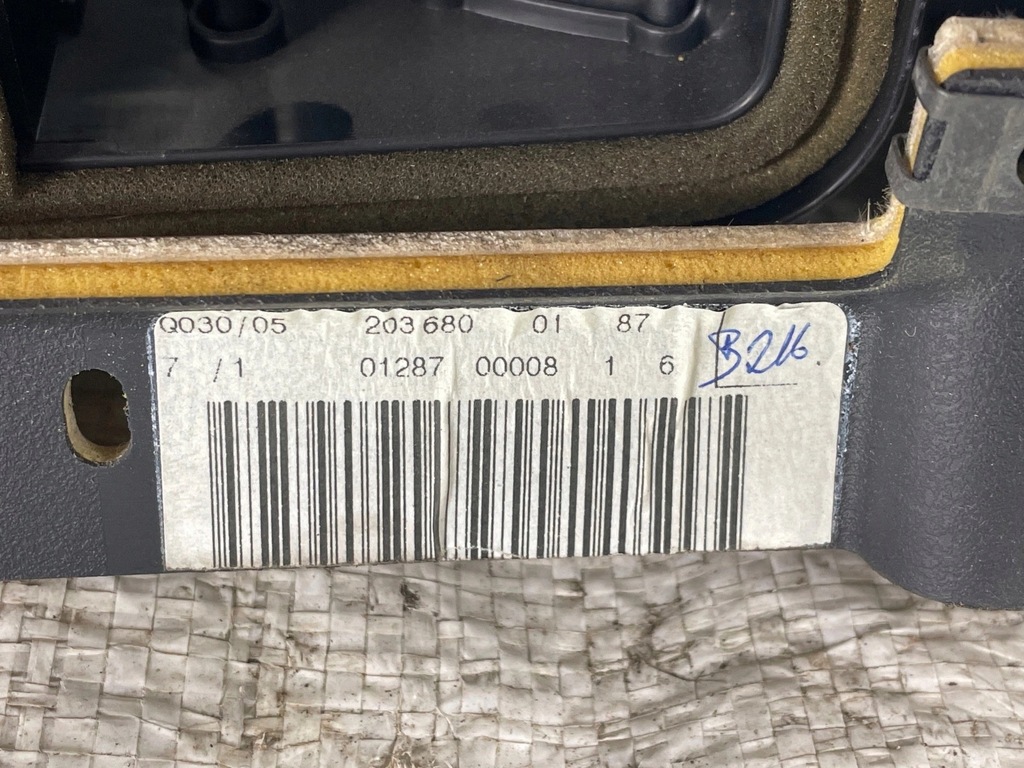 Q030/05 203 680 01 87
7 /1 01287 00008 1 6 B216.